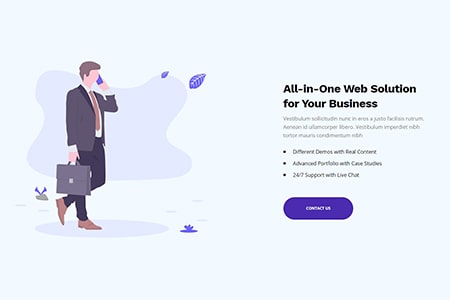 All-in-One Web Solution
for Your Business
Vestibulum sollicitudin nunc in eros a justo facilisis rutrum.
Aenean id ullamcorper libero. Vestibulum imperdiet nibh
tortor mauris condimentum nibh
Different Demos with Real Content
Advanced Portfolio with Case Studies
24/7 Support with Live Chat
CONTACT US